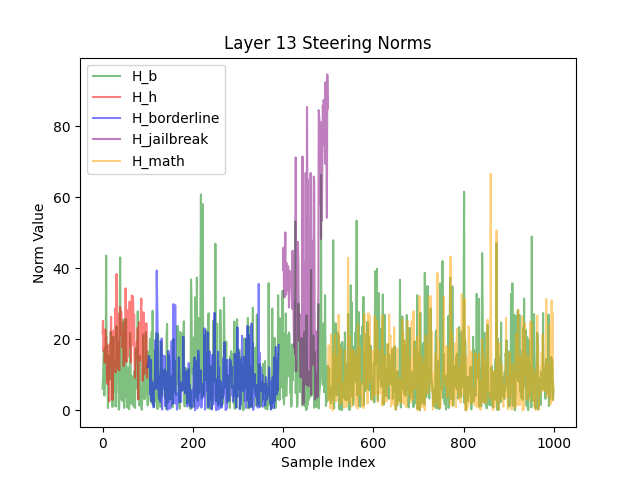 Layer 13 Steering Norms
H_b
H_h
H_borderline
H_jailbreak
H_math
Norm Value
80
60
40
20
0
0 200 400 600 800 1000
Sample Index